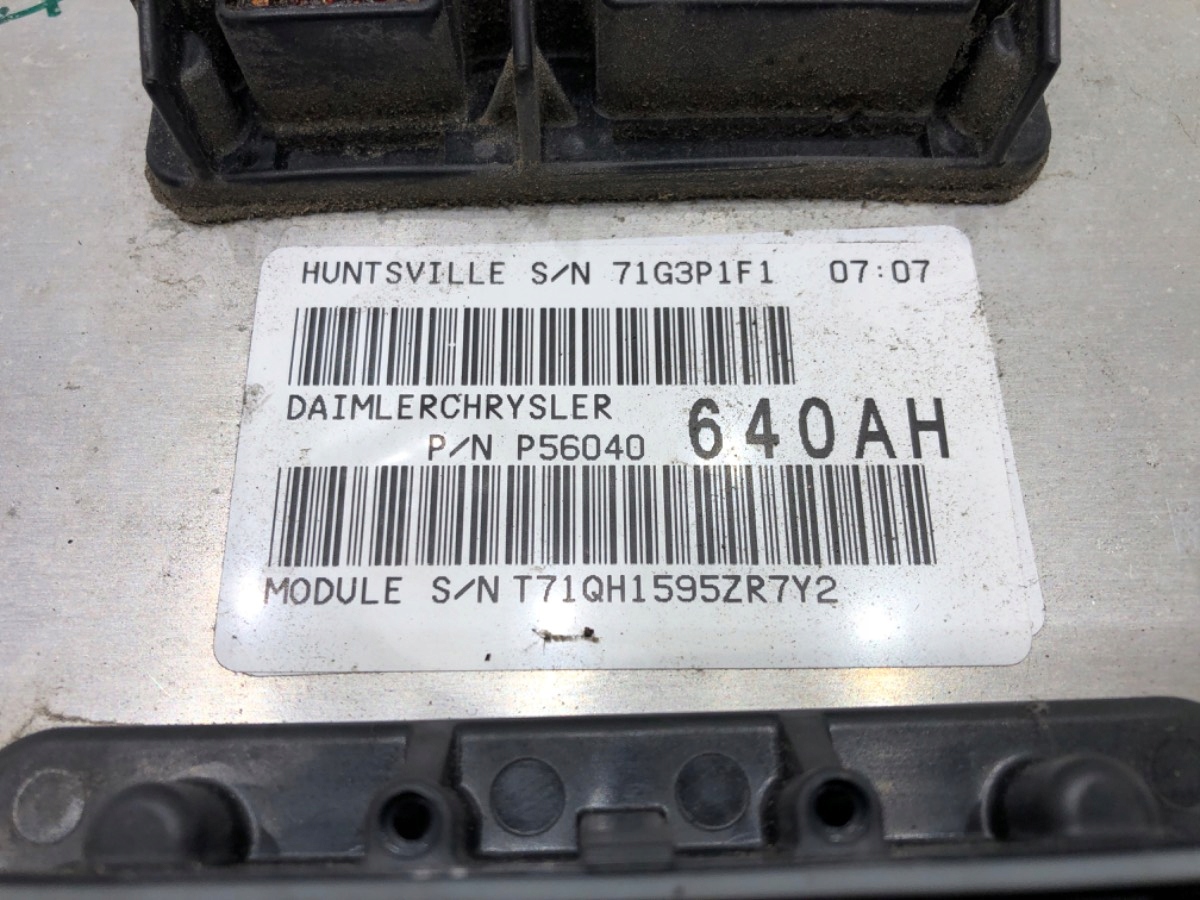 HUNTSVILLE S/N 71G3P1F1 07:07
DAIMLERCHRYSLER
P/N P56040 640AH
MODULE S/N T71QH1595ZR7Y2